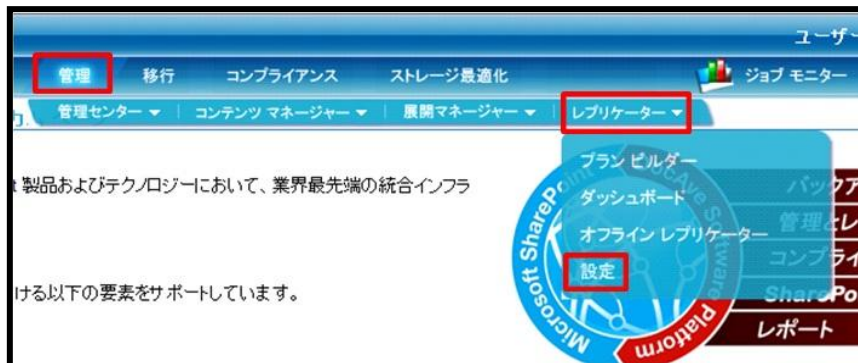 ユーザー
管理 移行 コンプライアンス ストレージ最適化 ジョブ モニター
管理センター コンテンツ マネージャー 展開マネージャー レプリケーター
プラン ビルダー
製品およびテクノロジーにおいて、業界最先端の統合インフラ
ダッシュボード
オフライン レプリケーター
設定
ける以下の要素をサポートしています。
バックア
管理とレ
コンプライ
SharePo
レポート
Microsoft SharePoint
DocAve Software Platform